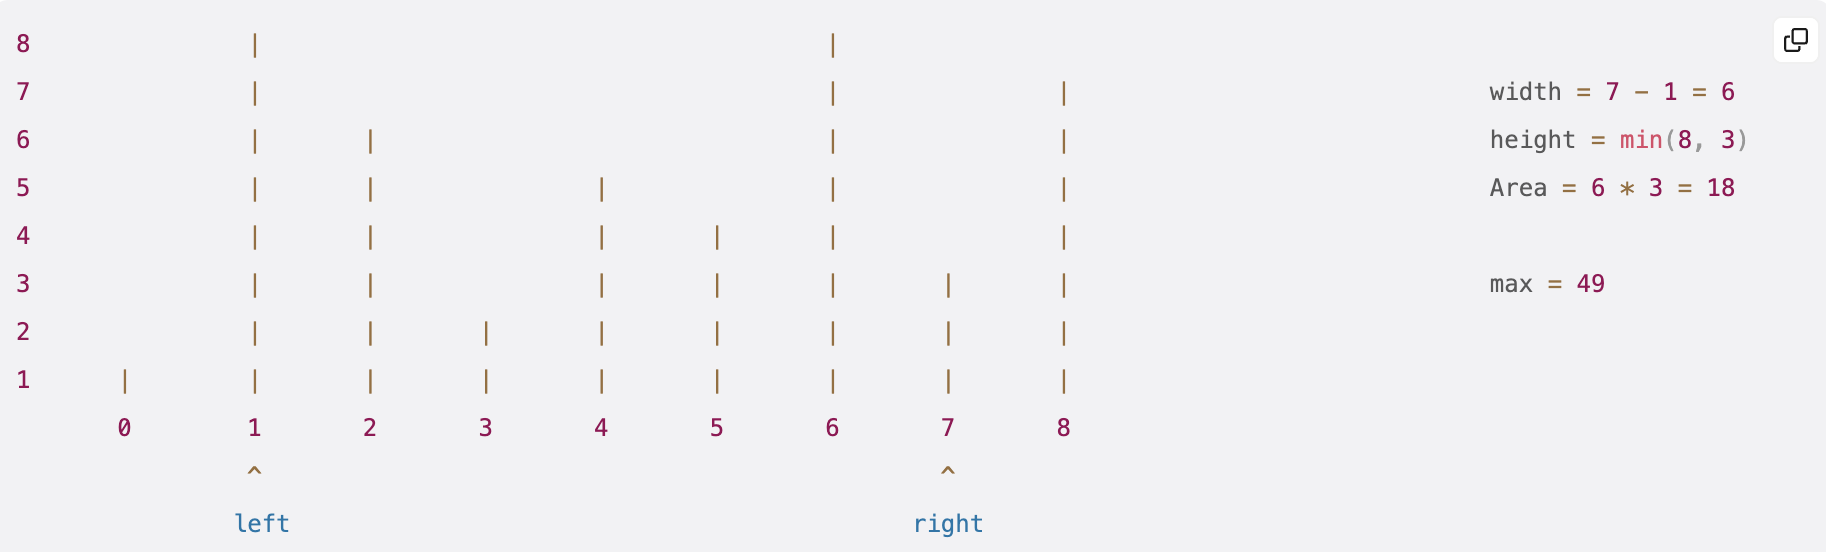 8 | |
7 | | | width = 7 - 1 = 6
6 | | | | height = min(8, 3)
5 | | | | | Area = 6 * 3 = 18
4 | | | | | |
3 | | | | | | | max = 49
2 | | | | | | | |
1 | | | | | | | | |
0 1 2 3 4 5 6 7 8
^ ^
left right